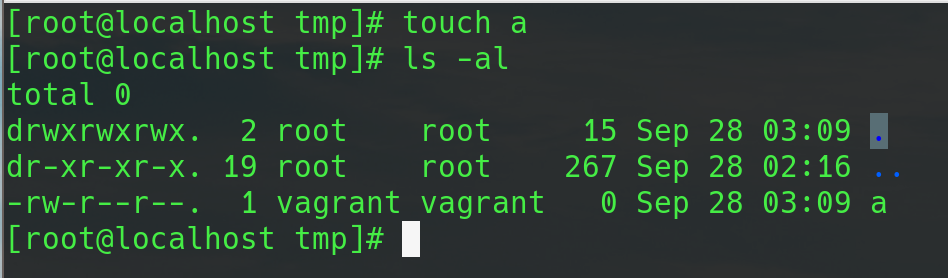 [root@localhost tmp]# touch a
[root@localhost tmp]# ls -al
total 0
drwxrwxrwx.  2 root    root     15 Sep 28 03:09 .
dr-xr-xr-x. 19 root    root    267 Sep 28 02:16 ..
-rw-r--r--.  1 vagrant vagrant   0 Sep 28 03:09 a
[root@localhost tmp]#